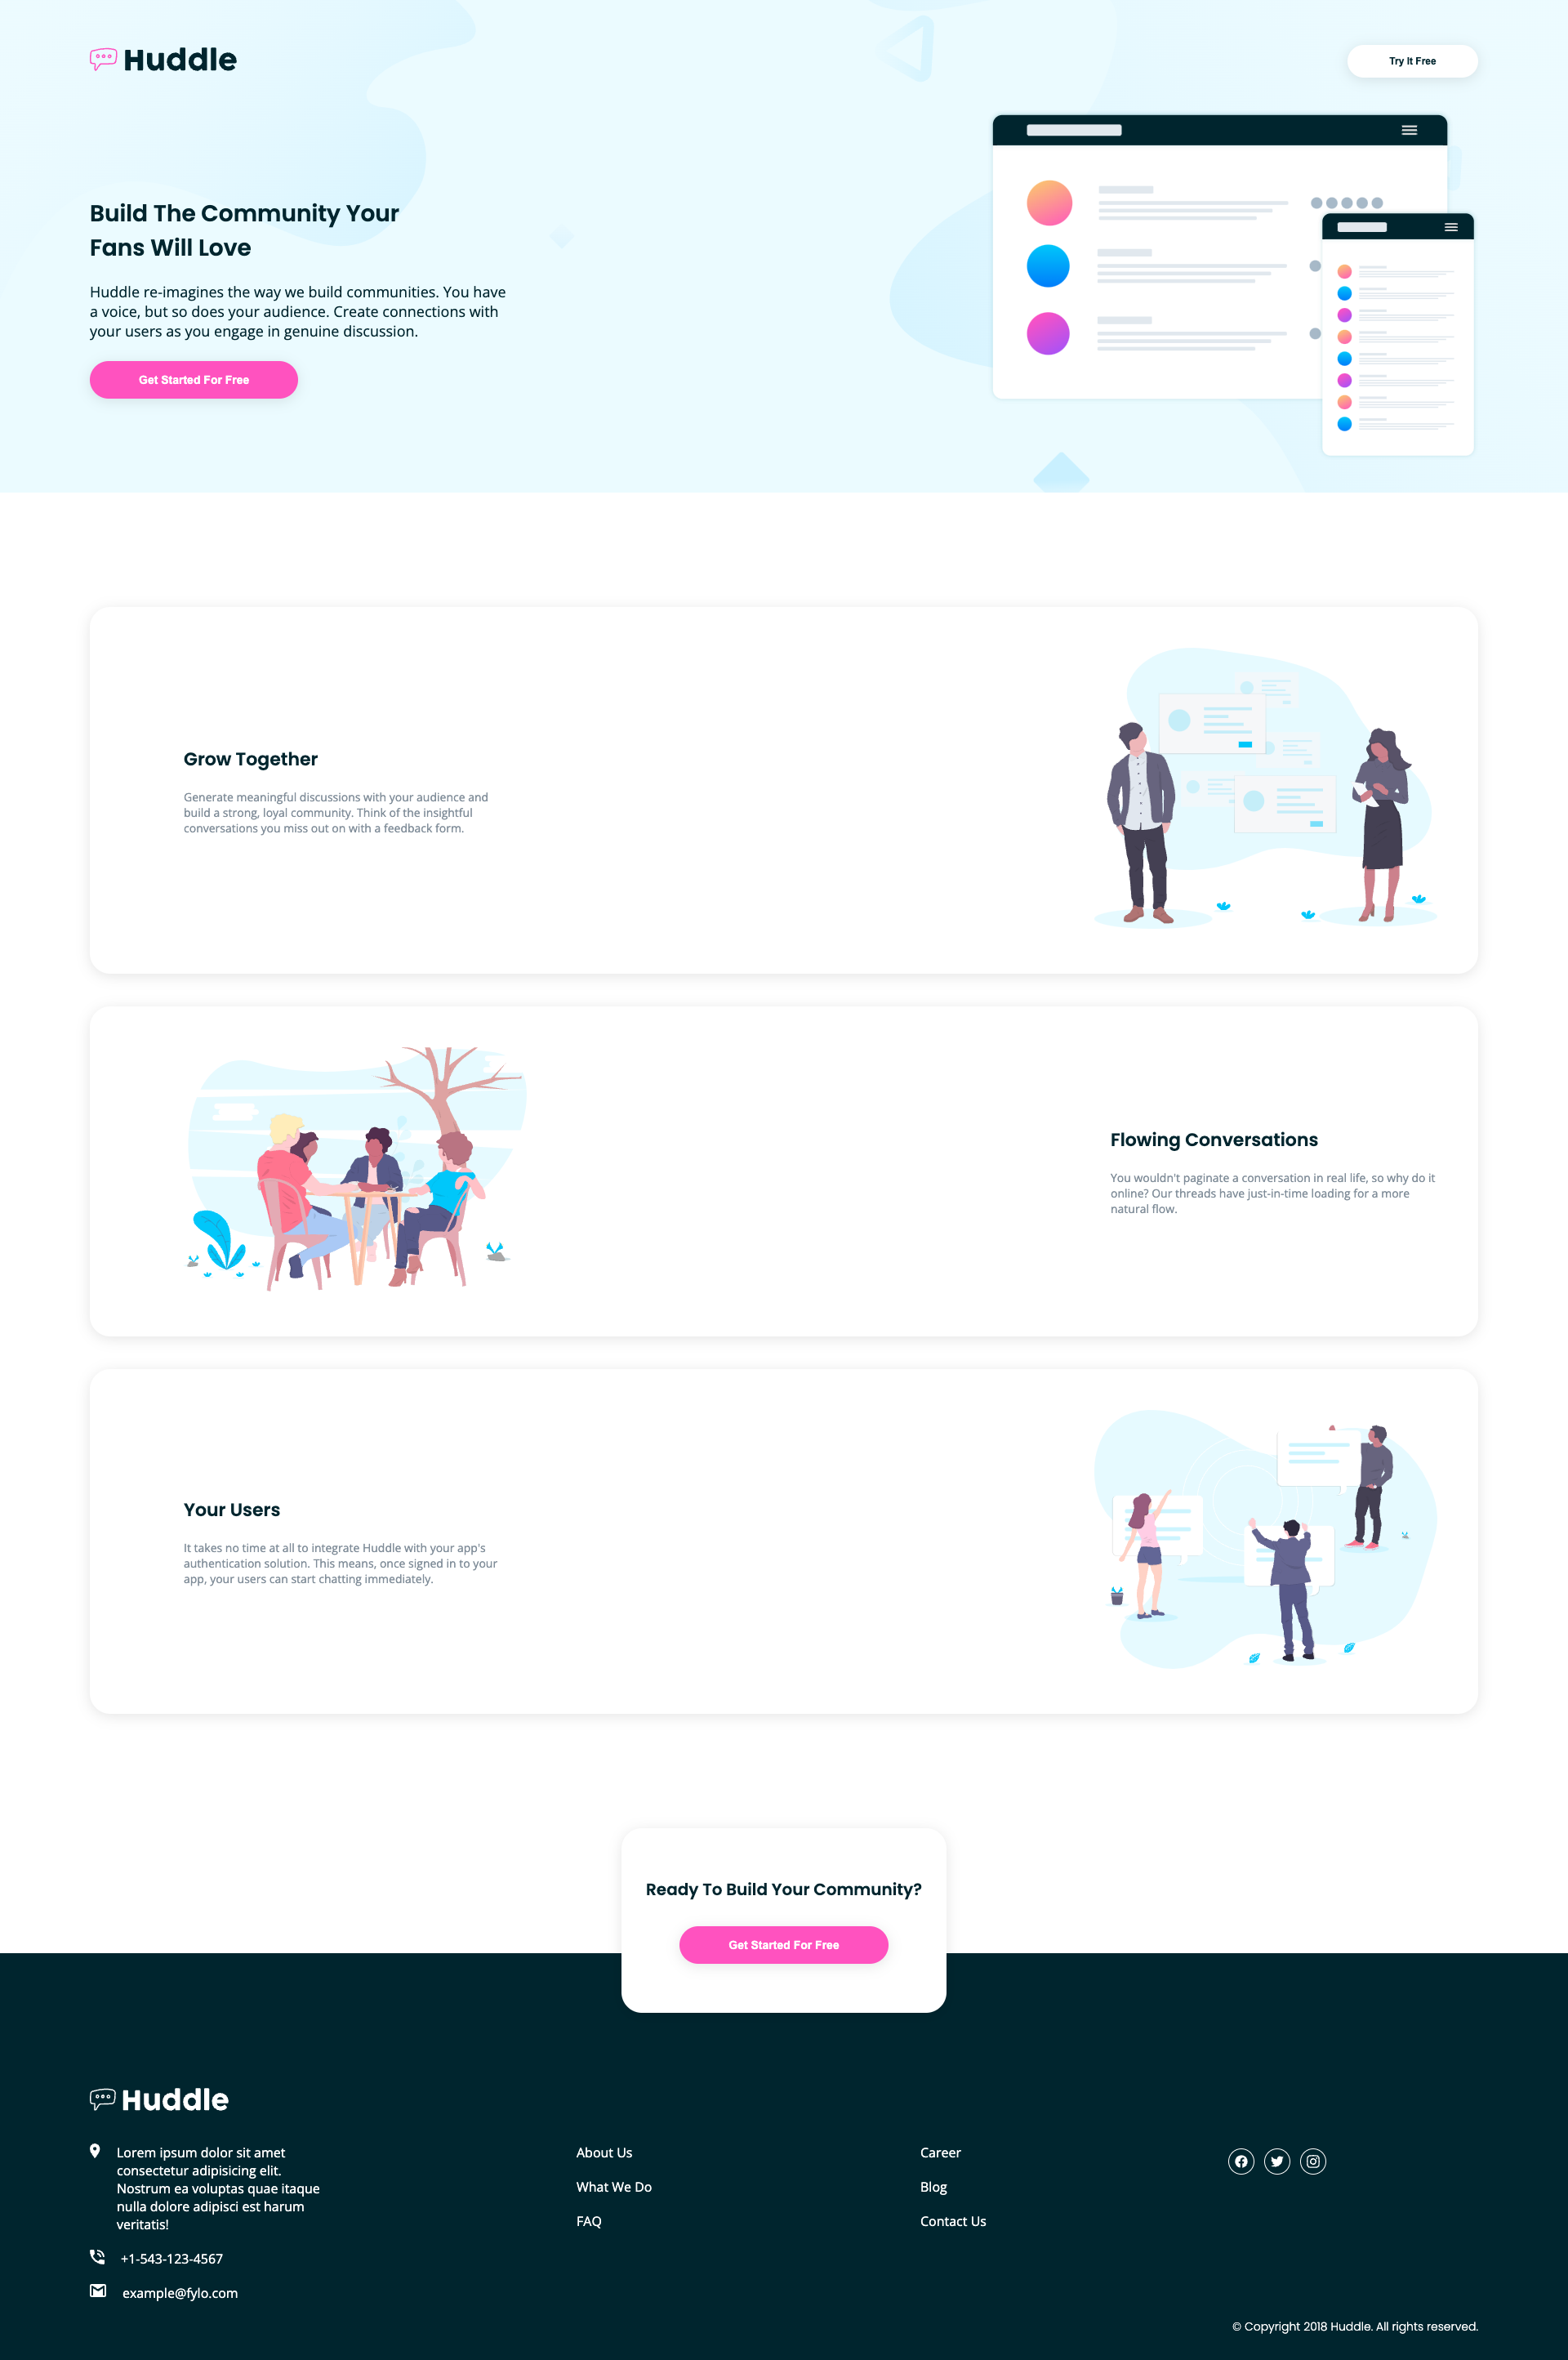 Huddle
Try It Free
Build The Community Your
Fans Will Love
Huddle re-imagines the way we build communities. You have
a voice, but so does your audience. Create connections with
your users as you engage in genuine discussion.
Get Started For Free
Grow Together
Generate meaningful discussions with your audience and
build a strong, loyal community. Think of the insightful
conversations you miss out on with a feedback form.
Flowing Conversations
You wouldn't paginate a conversation in real life, so why do it
online? Our threads have just-in-time loading for a more
natural flow.
Your Users
It takes no time at all to integrate Huddle with your app's
authentication solution. This means, once signed in to your
app, your users can start chatting immediately.
Ready To Build Your Community?
Get Started For Free
Huddle
Lorem ipsum dolor sit amet
consectetur adipisicing elit.
Nostrum ea voluptas quae itaque
nulla dolore adipisci est harum
veritatis!
+1-543-123-4567
example@fylo.com
About Us
What We Do
FAQ
Career
Blog
Contact Us
© Copyright 2018 Huddle. All rights reserved.